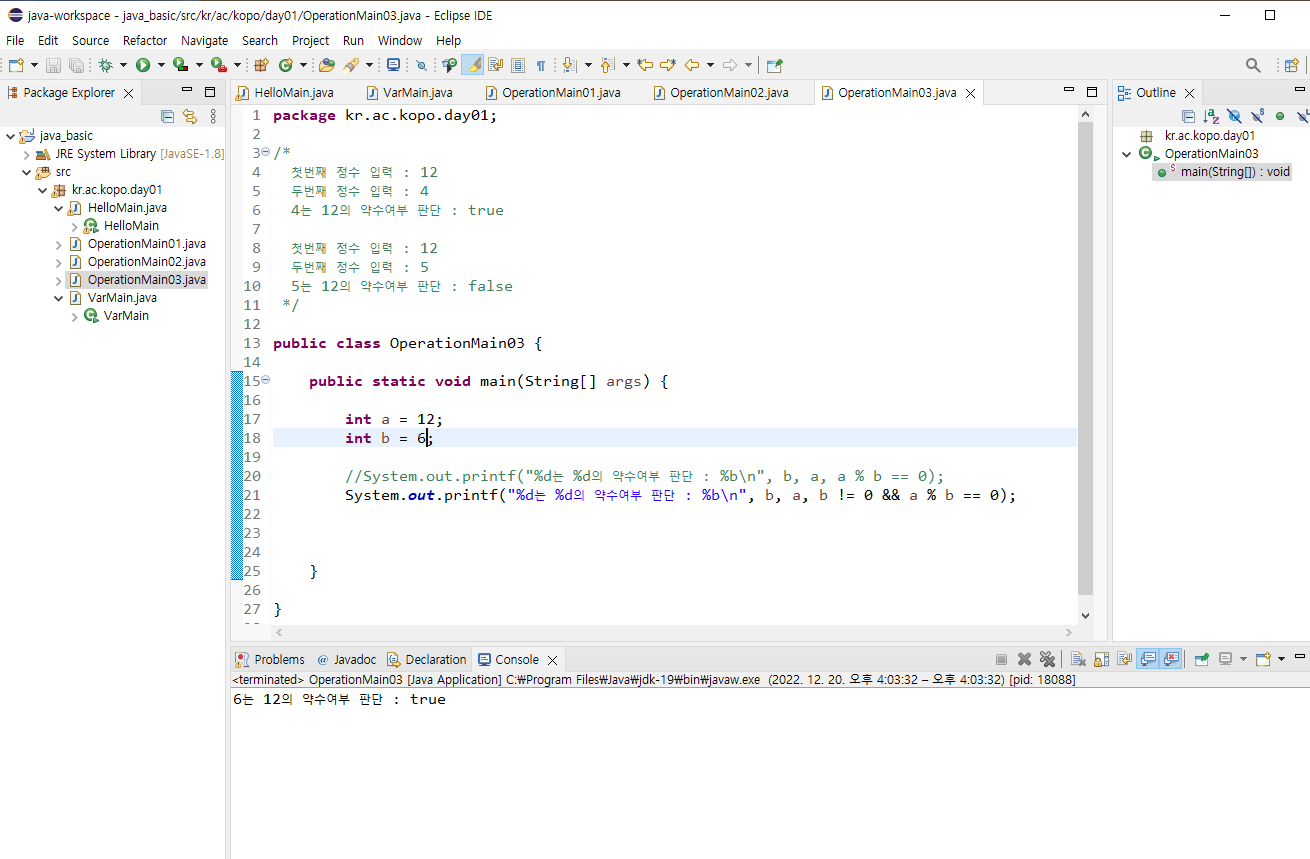 java-workspace - java_basic/src/kr/ac/kopo/day01/OperationMain03.java - Eclipse IDE
File Edit Source Refactor Navigate Search Project Run Window Help
Package Explorer
java_basic
JRE System Library [JavaSE-1.8]
src
kr.ac.kopo.day01
HelloMain.java
HelloMain
OperationMain01.java
OperationMain02.java
OperationMain03.java
VarMain.java
VarMain
HelloMain.java VarMain.java OperationMain01.java OperationMain02.java OperationMain03.java
1 package kr.ac.kopo.day01;
2
3 /*
4 첫번째 정수 입력 : 12
5 두번째 정수 입력 : 4
6 4는 12의 약수여부 판단 : true
7
8 첫번째 정수 입력 : 12
9 두번째 정수 입력 : 5
10 5는 12의 약수여부 판단 : false
11 */
12
13 public class OperationMain03 {
14
15 public static void main(String[] args) {
16
17 int a = 12;
18 int b = 6;
19
20 //System.out.printf("%d는 %d의 약수여부 판단 : %b\n", b, a, a % b == 0);
21 System.out.printf("%d는 %d의 약수여부 판단 : %b\n", b, a, b != 0 && a % b == 0);
22
23
24
25 }
26
27 }
Outline
kr.ac.kopo.day01
OperationMain03
main(String[]) : void
Problems @ Javadoc Declaration Console
<terminated> OperationMain03 [Java Application] C:₩Program Files₩Java₩jdk-19₩bin₩javaw.exe (2022. 12. 20. 오후 4:03:32 – 오후 4:03:32) [pid: 18088]
6는 12의 약수여부 판단 : true